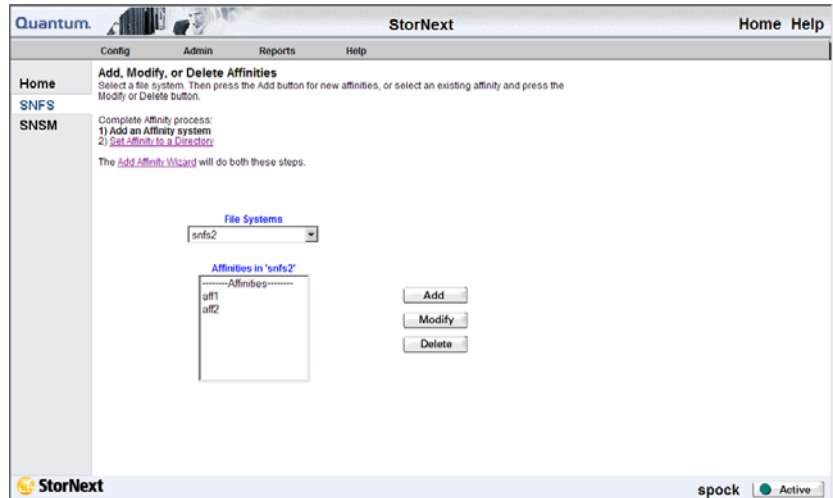 Quantum.
StorNext
Home Help
Config Admin Reports Help
Home
SNFS
SNSM
Add, Modify, or Delete Affinities
Select a file system. Then press the Add button for new affinities, or select an existing affinity and press the
Modify or Delete button.
Complete Affinity process:
1) Add an Affinity system
2) Set Affinity to a Directory
The Add Affinity Wizard will do both these steps.
File Systems
snfs2
Affinities in 'snfs2'
--------Affinities--------
aff1
aff2
Add
Modify
Delete
StorNext
spock Active